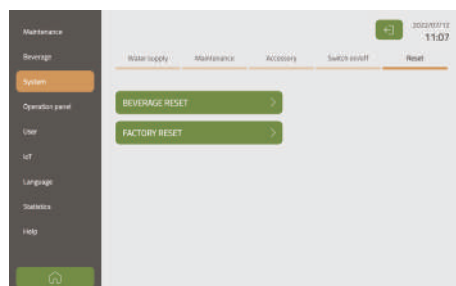 Maintenance
Beverage
System
Operation panel
User
IoT
Language
Statistics
Help
2022/07/12
11:07
Water supply
Maintenance
Accessory
Switch on/off
Reset
BEVERAGE RESET
FACTORY RESET